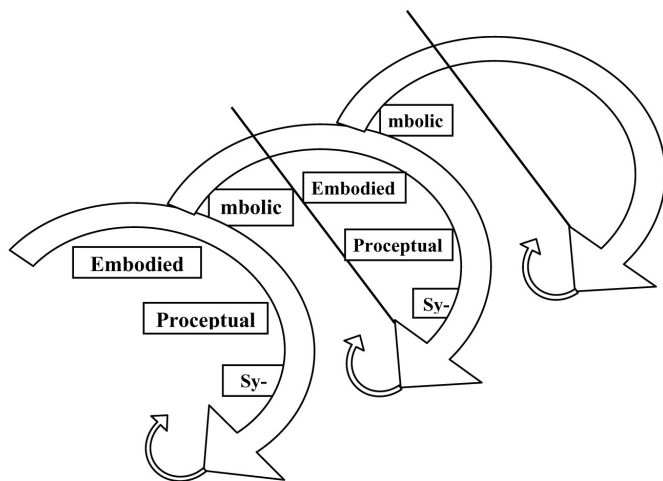 mbolic
mbolic
Embodied
Proceptual
Sy-
Embodied
Proceptual
Sy-